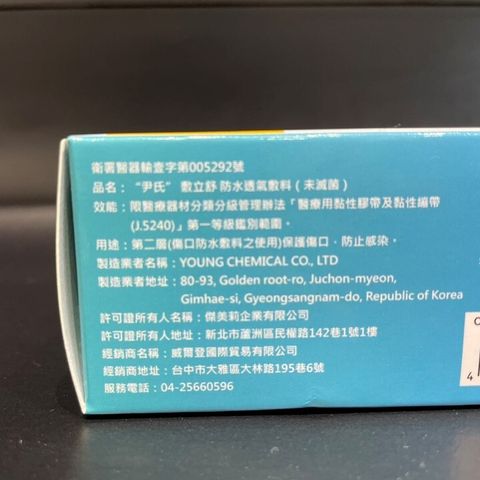 衛署醫器輸壹字第005292號
品名：“尹氏” 敷立舒 防水透氣敷料（未滅菌）
效能：限醫療器材分類分級管理辦法「醫療用黏性膠帶及黏性繃帶
(J.5240)」第一等級鑑別範圍。
用途：第二層(傷口防水敷料之使用)保護傷口，防止感染。
製造業者名稱：YOUNG CHEMICAL CO., LTD
製造業者地址：80-93, Golden root-ro, Juchon-myeon,
Gimhae-si, Gyeongsangnam-do, Republic of Korea
許可證所有人名稱：傑美莉企業有限公司
許可證所有人地址：新北市蘆洲區民權路142巷1號1樓
經銷商名稱：威爾登國際貿易有限公司
經銷商地址：台中市大雅區大林路195巷6號
服務電話：04-25660596
4